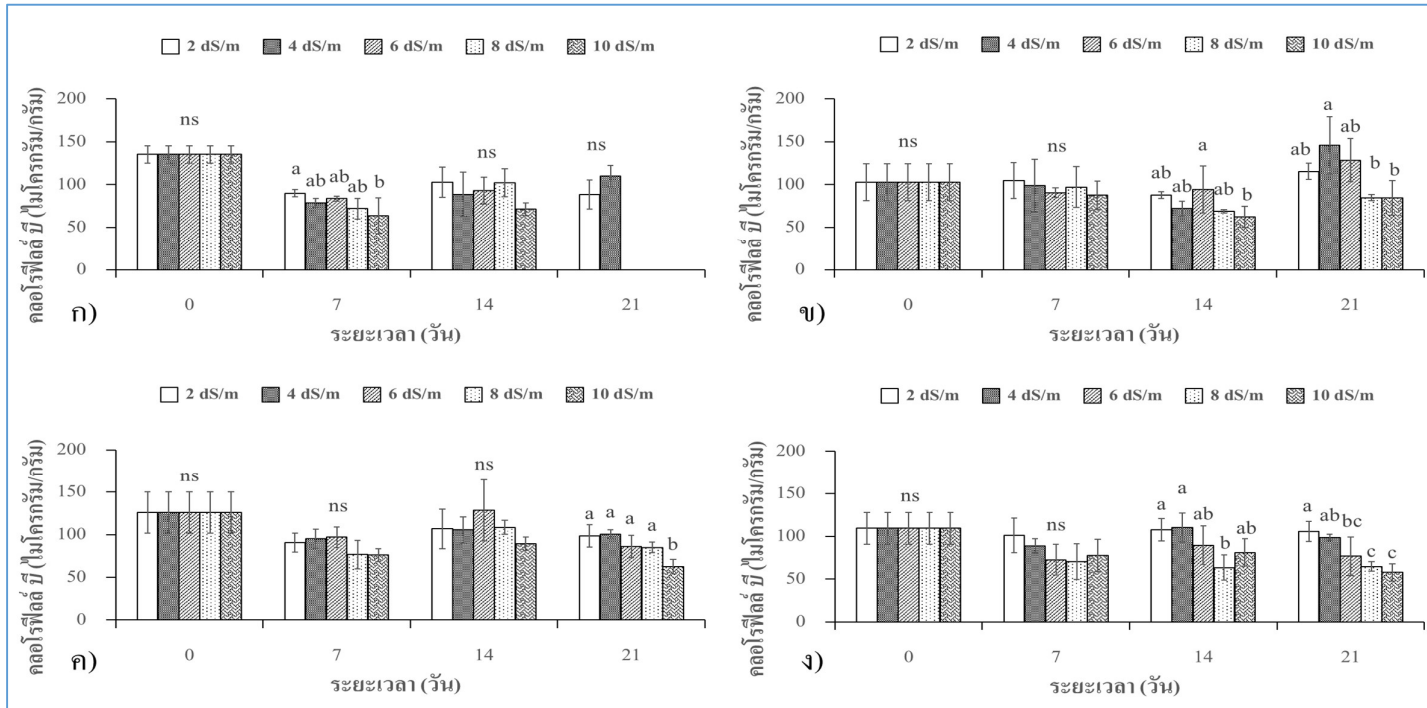 2 dS/m 4 dS/m 6 dS/m 8 dS/m 10 dS/m
คลอโรฟีลล์ บี (ไมโครกรัม/กรัม)
200
150
100
50
0
ns
a ab ab ab b
ns
0 7 14 21
ระยะเวลา (วัน)
ก)
2 dS/m 4 dS/m 6 dS/m 8 dS/m 10 dS/m
คลอโรฟีลล์ บี (ไมโครกรัม/กรัม)
200
150
100
50
0
ns
ns
ab ab a ab b
ab a ab b b
0 7 14 21
ระยะเวลา (วัน)
ข)
2 dS/m 4 dS/m 6 dS/m 8 dS/m 10 dS/m
คลอโรฟีลล์ บี (ไมโครกรัม/กรัม)
200
150
100
50
0
ns
ns
ns
a a a a b
0 7 14 21
ระยะเวลา (วัน)
ค)
2 dS/m 4 dS/m 6 dS/m 8 dS/m 10 dS/m
คลอโรฟีลล์ บี (ไมโครกรัม/กรัม)
200
150
100
50
0
ns
ns
a a ab b ab
a ab bc c c
0 7 14 21
ระยะเวลา (วัน)
ง)